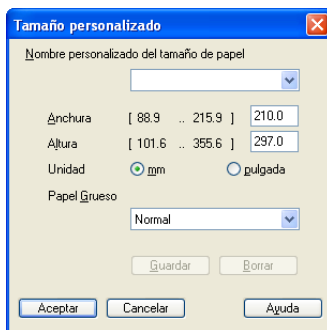 Tamaño personalizado
Nombre personalizado del tamaño de papel
Anchura [ 88.9 .. 215.9 ] 210.0
Altura [ 101.6 .. 355.6 ] 297.0
Unidad mm pulgada
Papel Grueso
Normal
Guardar Borrar
Aceptar Cancelar Ayuda